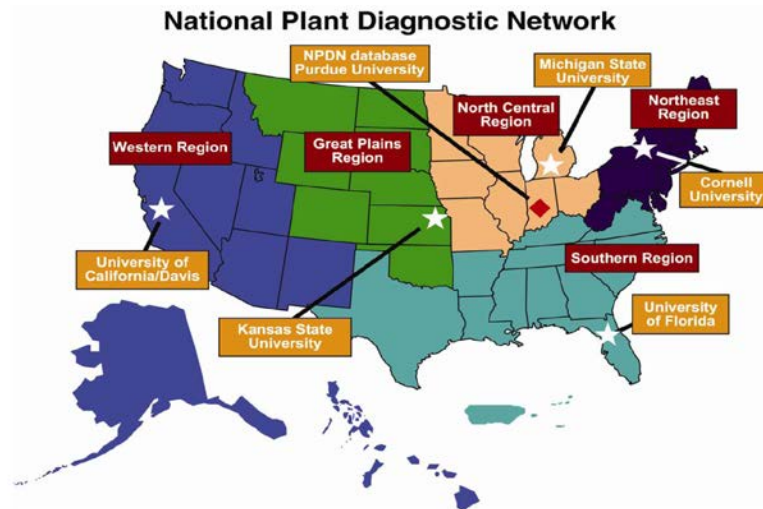 National Plant Diagnostic Network
NPDN database
Purdue University
Michigan State
University
North Central
Region
Northeast
Region
Western Region
Great Plains
Region
Cornell
University
University of
California/Davis
Southern Region
Kansas State
University
University
of Florida